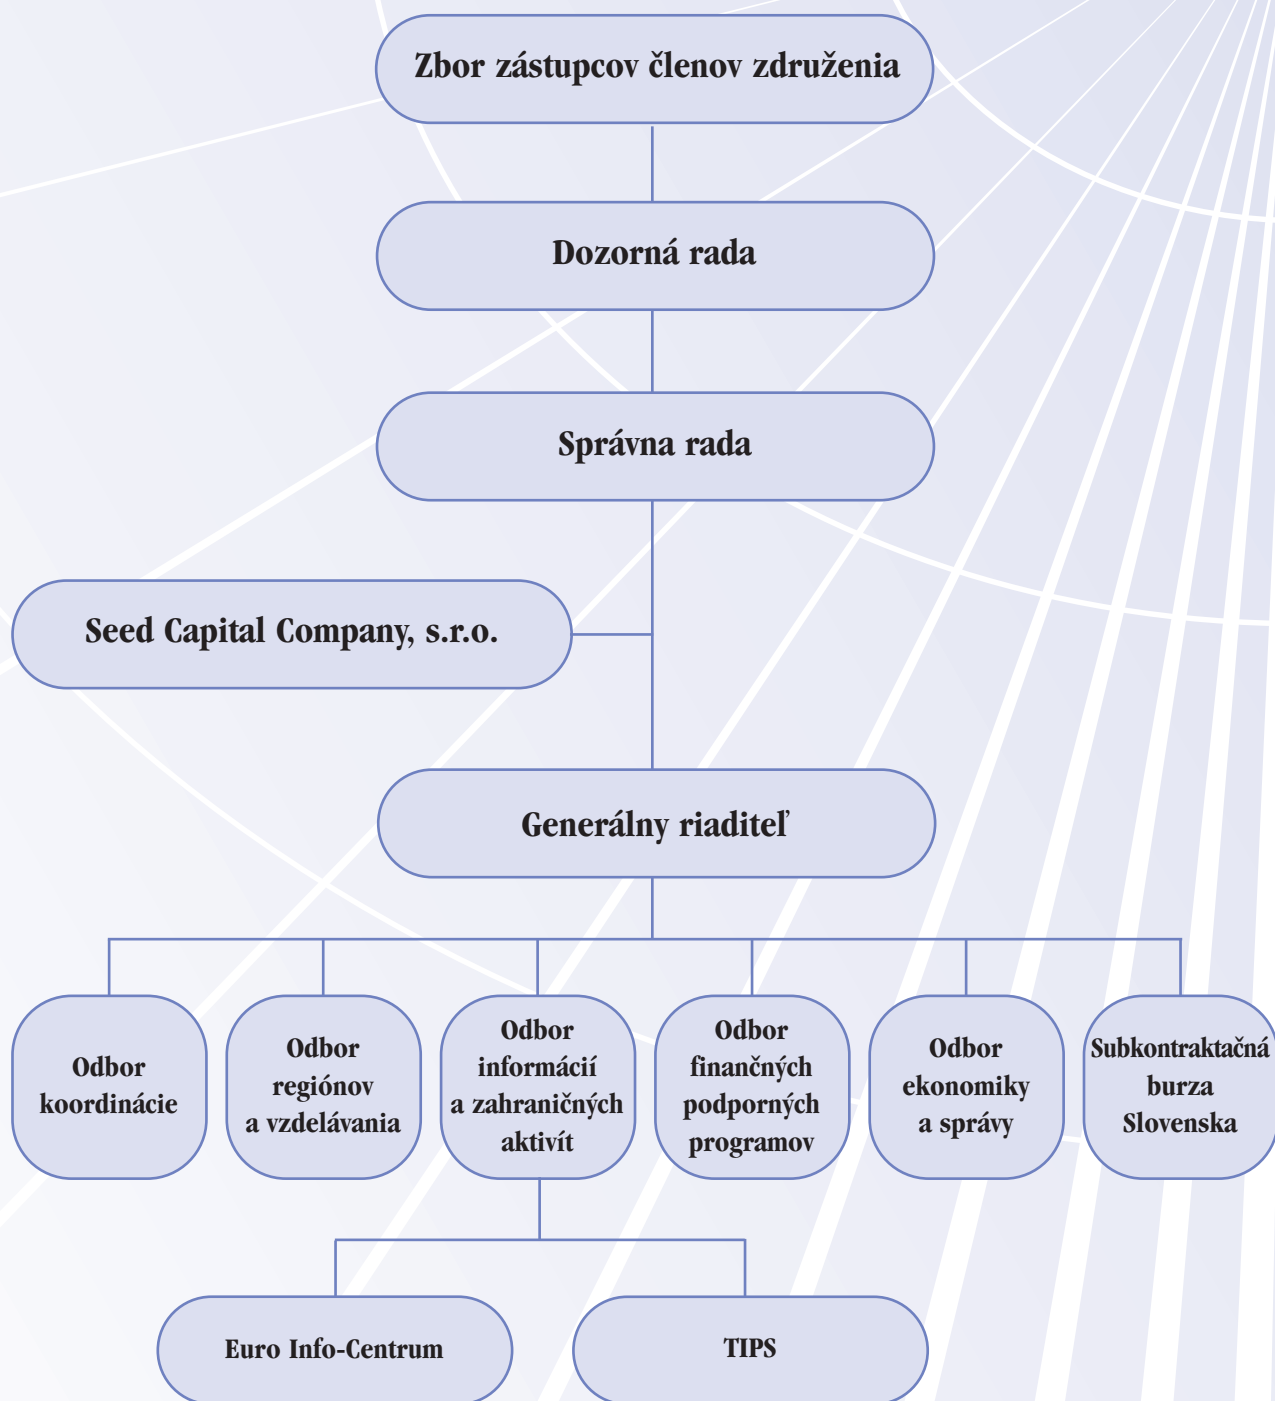 Zbor zástupcov členov združenia
Dozorná rada
Správna rada
Seed Capital Company, s.r.o.
Generálny riaditeľ
Odbor
koordinácie
Odbor
regiónov
a vzdelávania
Odbor
informácií
a zahraničných
aktivít
Odbor
finančných
podporných
programov
Odbor
ekonomiky
a správy
Subkontraktačná
burza
Slovenska
Euro Info-Centrum
TIPS